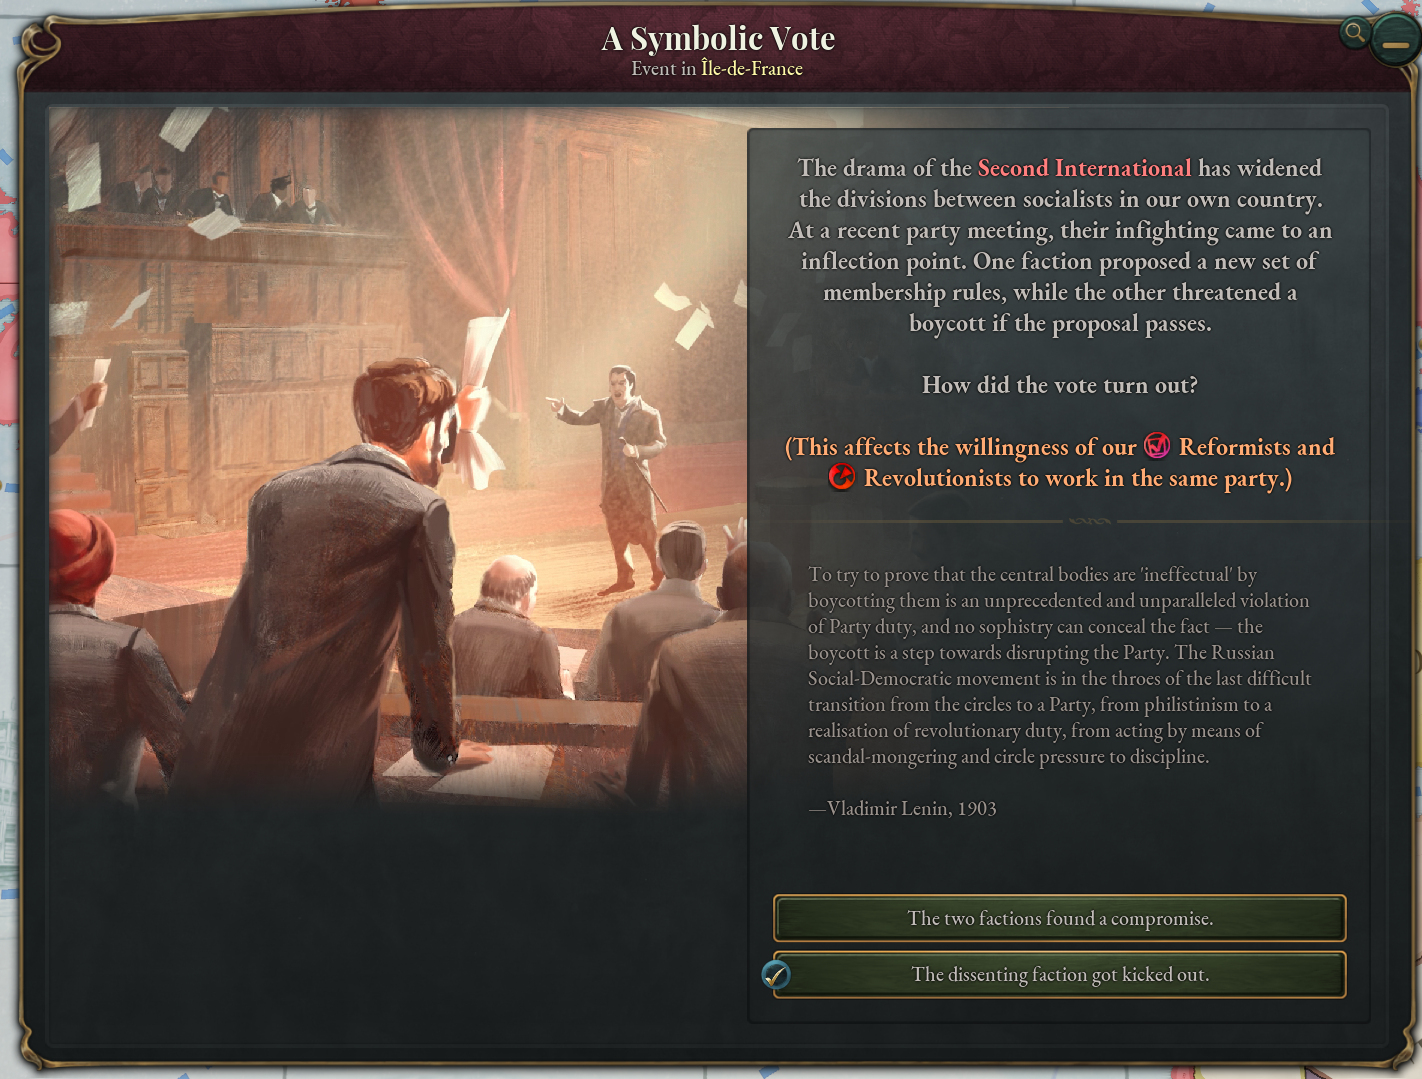 A Symbolic Vote
Event in Île-de-France
The drama of the Second International has widened
the divisions between socialists in our own country.
At a recent party meeting, their infighting came to an
inflection point. One faction proposed a new set of
membership rules, while the other threatened a
boycott if the proposal passes.
How did the vote turn out?
(This affects the willingness of our Reformists and
Revolutionists to work in the same party.)
To try to prove that the central bodies are 'ineffectual' by
boycotting them is an unprecedented and unparalleled violation
of Party duty, and no sophistry can conceal the fact — the
boycott is a step towards disrupting the Party. The Russian
Social-Democratic movement is in the throes of the last difficult
transition from the circles to a Party, from philistinism to a
realisation of revolutionary duty, from acting by means of
scandal-mongering and circle pressure to discipline.
—Vladimir Lenin, 1903
The two factions found a compromise.
The dissenting faction got kicked out.